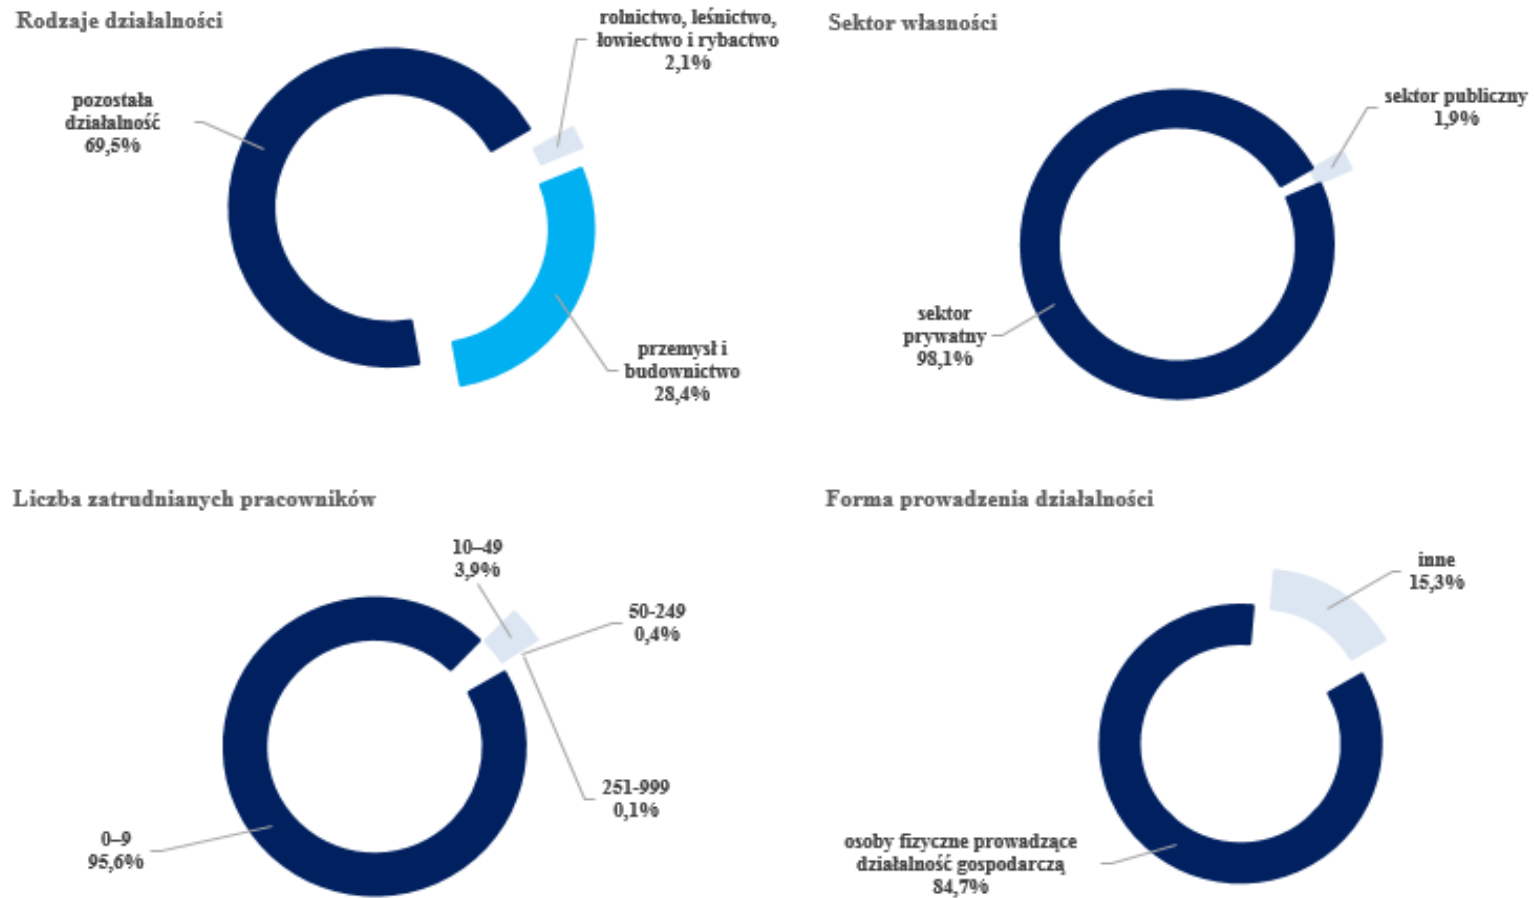 Rodzaje działalności
rolnictwo, leśnictwo,
łowiectwo i rybactwo
2,1%
pozostała
działalność
69,5%
przemysł i
budownictwo
28,4%
Sektor własności
sektor publiczny
1,9%
sektor
prywatny
98,1%
Liczba zatrudnianych pracowników
10–49
3,9%
50-249
0,4%
251-999
0,1%
0–9
95,6%
Forma prowadzenia działalności
inne
15,3%
osoby fizyczne prowadzące
działalność gospodarczą
84,7%